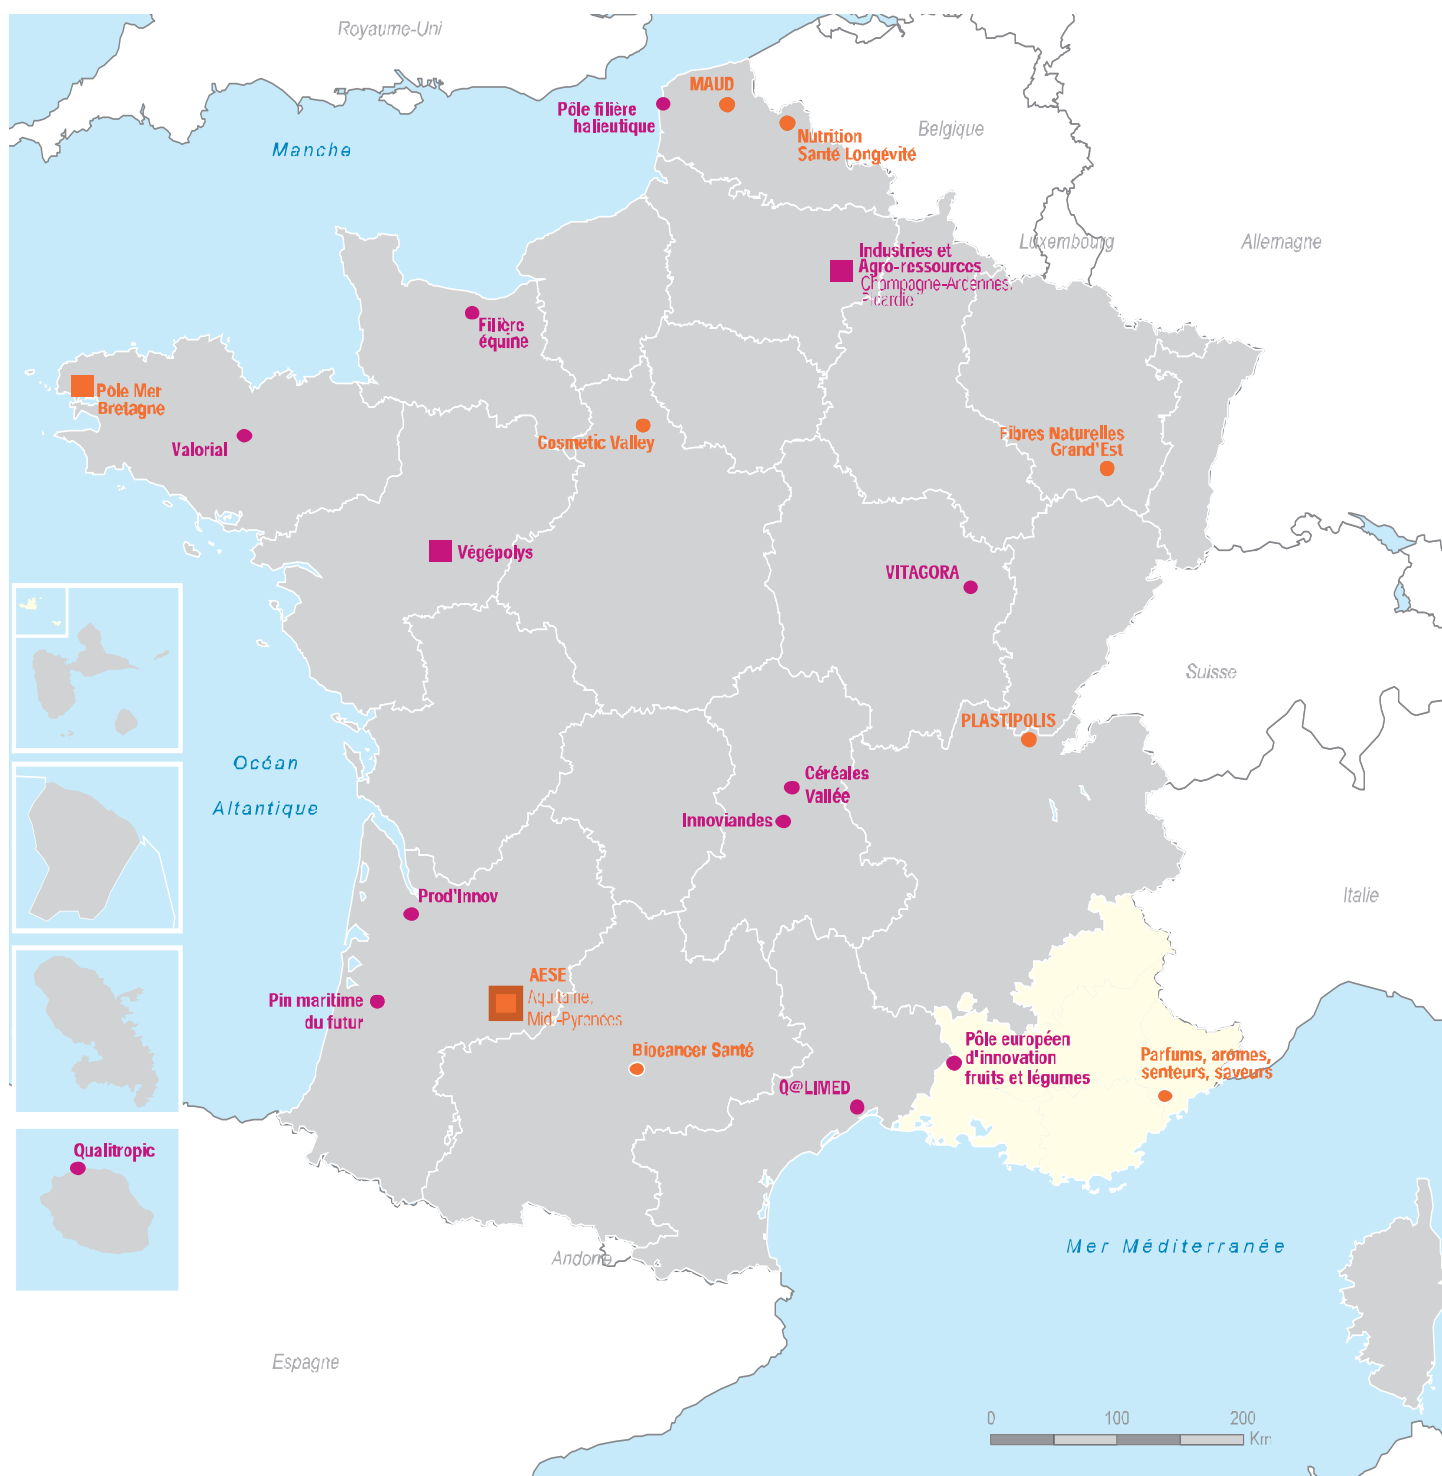 Royaume-Uni
MAUD
Pôle filière
halieutique
Nutrition
Santé Longévité
Belgique
Manche
Luxembourg
Allemagne
Industries et
Agro-ressources
Champagne-Ardennes,
Picardie
Filière
équine
Pôle Mer
Bretagne
Valorial
Cosmetic Valley
Fibres Naturelles
Grand'Est
Végépolys
VITAGORA
Suisse
PLASTIPOLIS
Océan
Altantique
Céréales
Vallée
Innoviandes
Prod'Innov
Italie
AESE
Aquitaine,
Midi-Pyrénées
Pin maritime
du futur
Biocancer Santé
Q@LIMED
Pôle européen
d'innovation
fruits et légumes
Parfums, arômes,
senteurs, saveurs
Qualitropic
Mer Méditerranée
Andorre
Espagne
0 100 200
Km